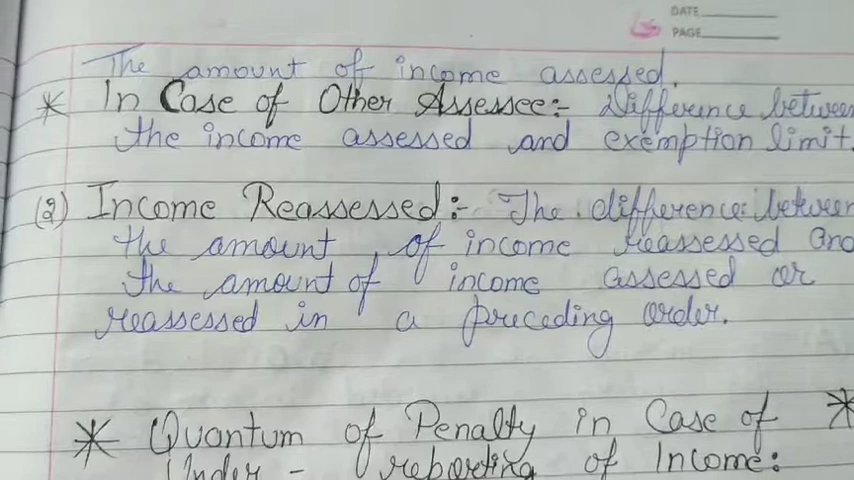 DATE
PAGE
The amount of income assessed.
* In Case of Other Assessee:- Difference between
the income assessed and exemption limit.
(2) Income Reassessed:- The difference between
the amount of income reassessed and
the amount of income assessed or
reassessed in a preceding order.
* Quantum of Penalty in Case of *
Under - reporting of Income: